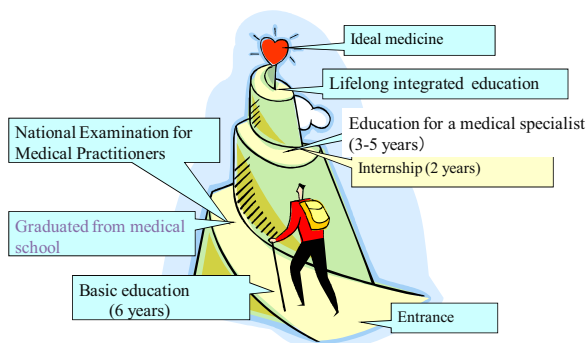 Ideal medicine
Lifelong integrated education
Education for a medical specialist
(3-5 years)
Internship (2 years)
National Examination for
Medical Practitioners
Graduated from medical
school
Basic education
(6 years)
Entrance